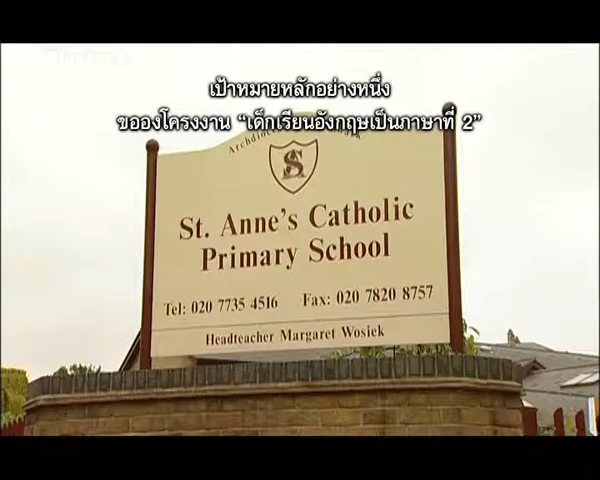 เป้าหมายหลักอย่างหนึ่ง
ขอองโครงงาน “เด็กเรียนอังกฤษเป็นภาษาที่ 2”
St. Anne's Catholic
Primary School
Tel: 020 7735 4516 Fax: 020 7820 8757
Headteacher Margaret Wosiek